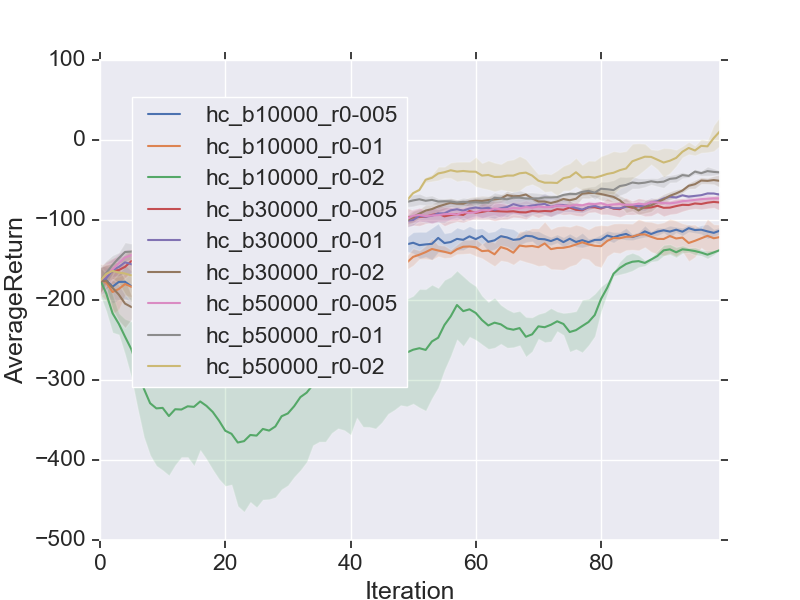 100
0
−100
−200
−300
−400
−500
AverageReturn
hc_b10000_r0-005
hc_b10000_r0-01
hc_b10000_r0-02
hc_b30000_r0-005
hc_b30000_r0-01
hc_b30000_r0-02
hc_b50000_r0-005
hc_b50000_r0-01
hc_b50000_r0-02
0 20 40 60 80
Iteration